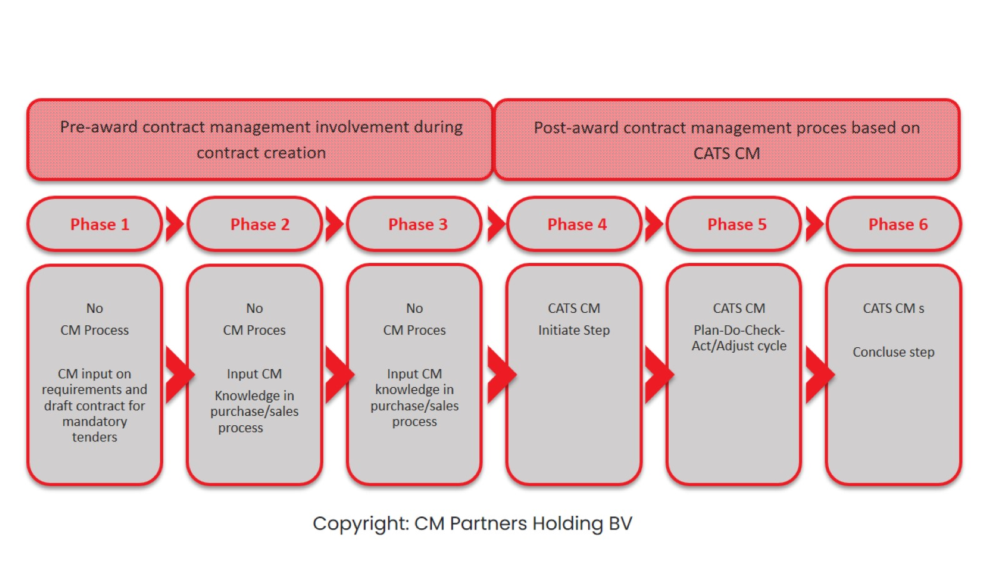 Pre-award contract management involvement during
contract creation
Post-award contract management proces based on
CATS CM
Phase 1
Phase 2
Phase 3
Phase 4
Phase 5
Phase 6
No
CM Process
CM input on
requirements and
draft contract for
mandatory
tenders
No
CM Proces
Input CM
Knowledge in
purchase/sales
process
No
CM Proces
Input CM
knowledge in
purchase/sales
process
CATS CM
Initiate Step
CATS CM
Plan-Do-Check-
Act/Adjust cycle
CATS CM s
Concluse step
Copyright: CM Partners Holding BV